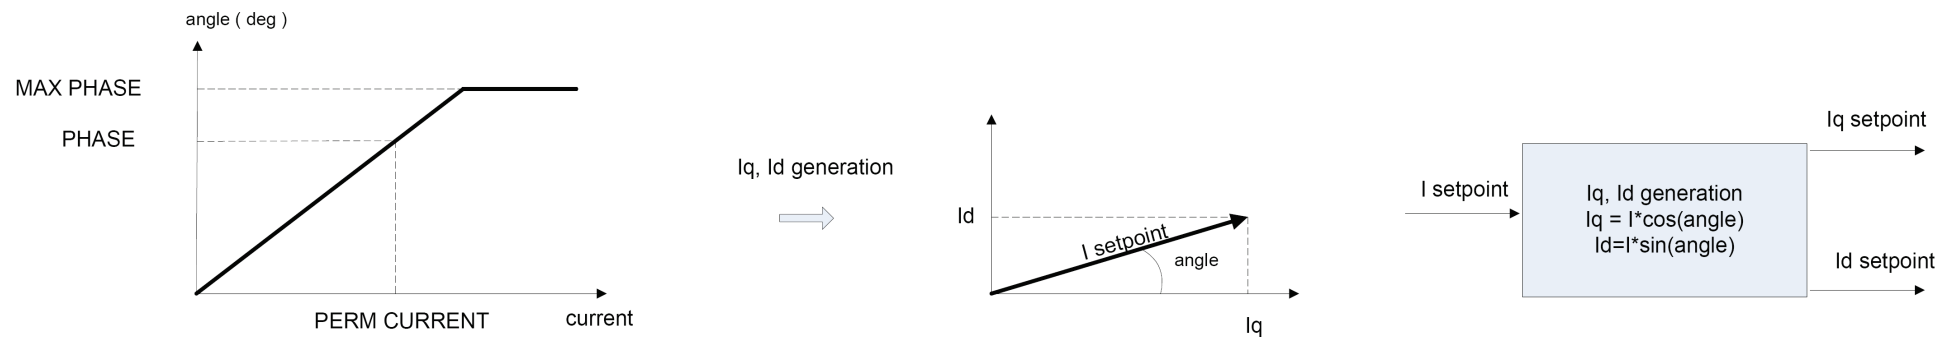 angle ( deg )
MAX PHASE
PHASE
PERM CURRENT
current
Iq, Id generation
Id
I setpoint
angle
Iq
I setpoint
Iq, Id generation
Iq = I*cos(angle)
Id=I*sin(angle)
Iq setpoint
Id setpoint